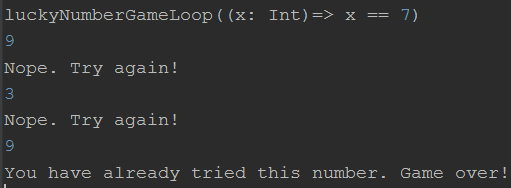 luckyNumberGameLoop((x: Int)=> x == 7)
9
Nope. Try again!
3
Nope. Try again!
9
You have already tried this number. Game over!